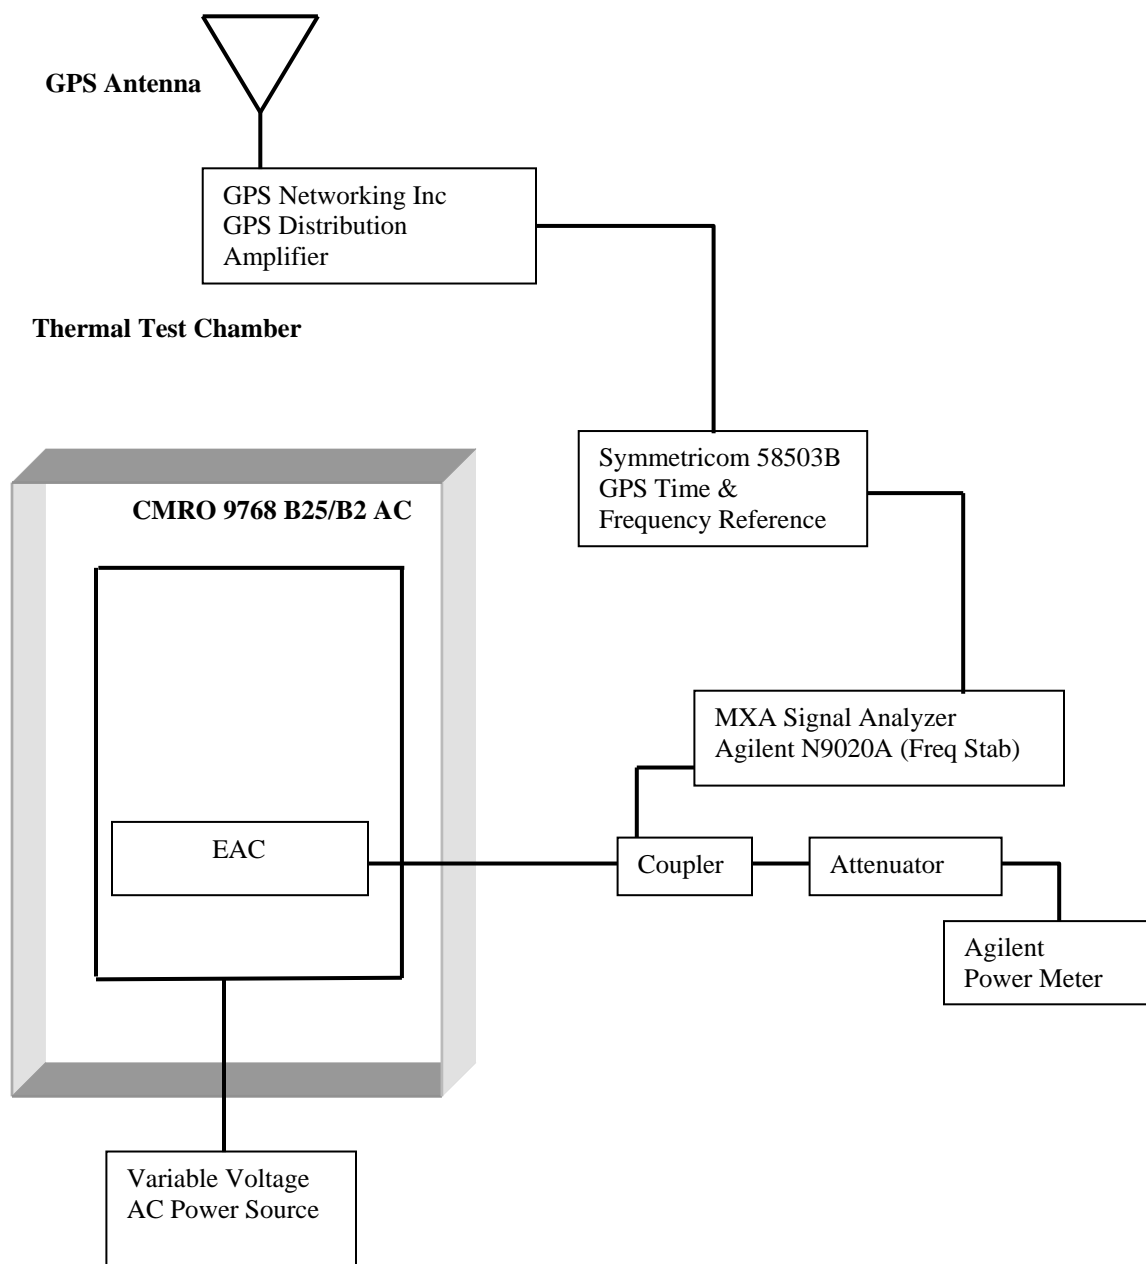 GPS Antenna
GPS Networking Inc
GPS Distribution
Amplifier
Thermal Test Chamber
Symmetricom 58503B
GPS Time &
Frequency Reference
CMRO 9768 B25/B2 AC
MXA Signal Analyzer
Agilent N9020A (Freq Stab)
EAC
Coupler
Attenuator
Agilent
Power Meter
Variable Voltage
AC Power Source